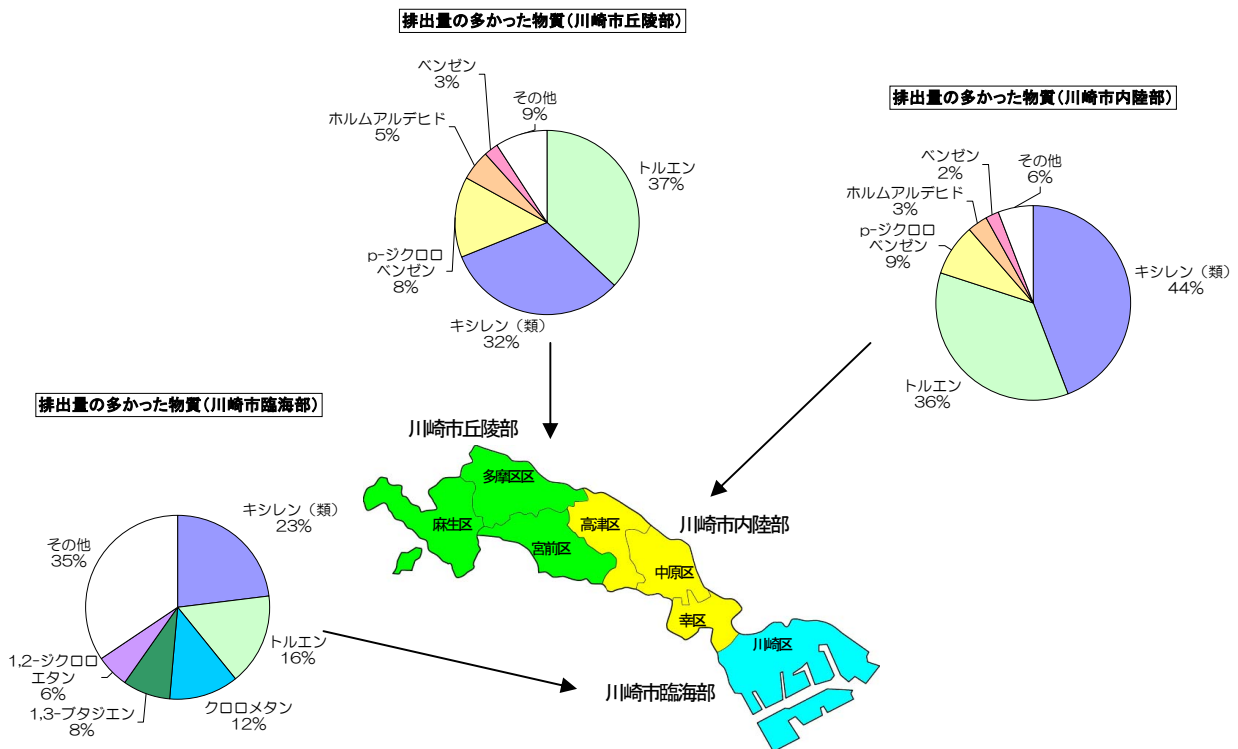 排出量の多かった物質(川崎市丘陵部)
ベンゼン
3%
その他
9%
ホルムアルデヒド
5%
トルエン
37%
p-ジクロロ
ベンゼン
8%
キシレン（類）
32%
排出量の多かった物質(川崎市内陸部)
ベンゼン
2%
その他
6%
ホルムアルデヒド
3%
p-ジクロロ
ベンゼン
9%
キシレン（類）
44%
トルエン
36%
排出量の多かった物質(川崎市臨海部)
キシレン（類）
23%
その他
35%
トルエン
16%
1,2-ジクロロ
エタン
6%
1,3-ブタジエン
8%
クロロメタン
12%
川崎市丘陵部
多摩区区
麻生区
宮前区
高津区
川崎市内陸部
中原区
幸区
川崎区
川崎市臨海部